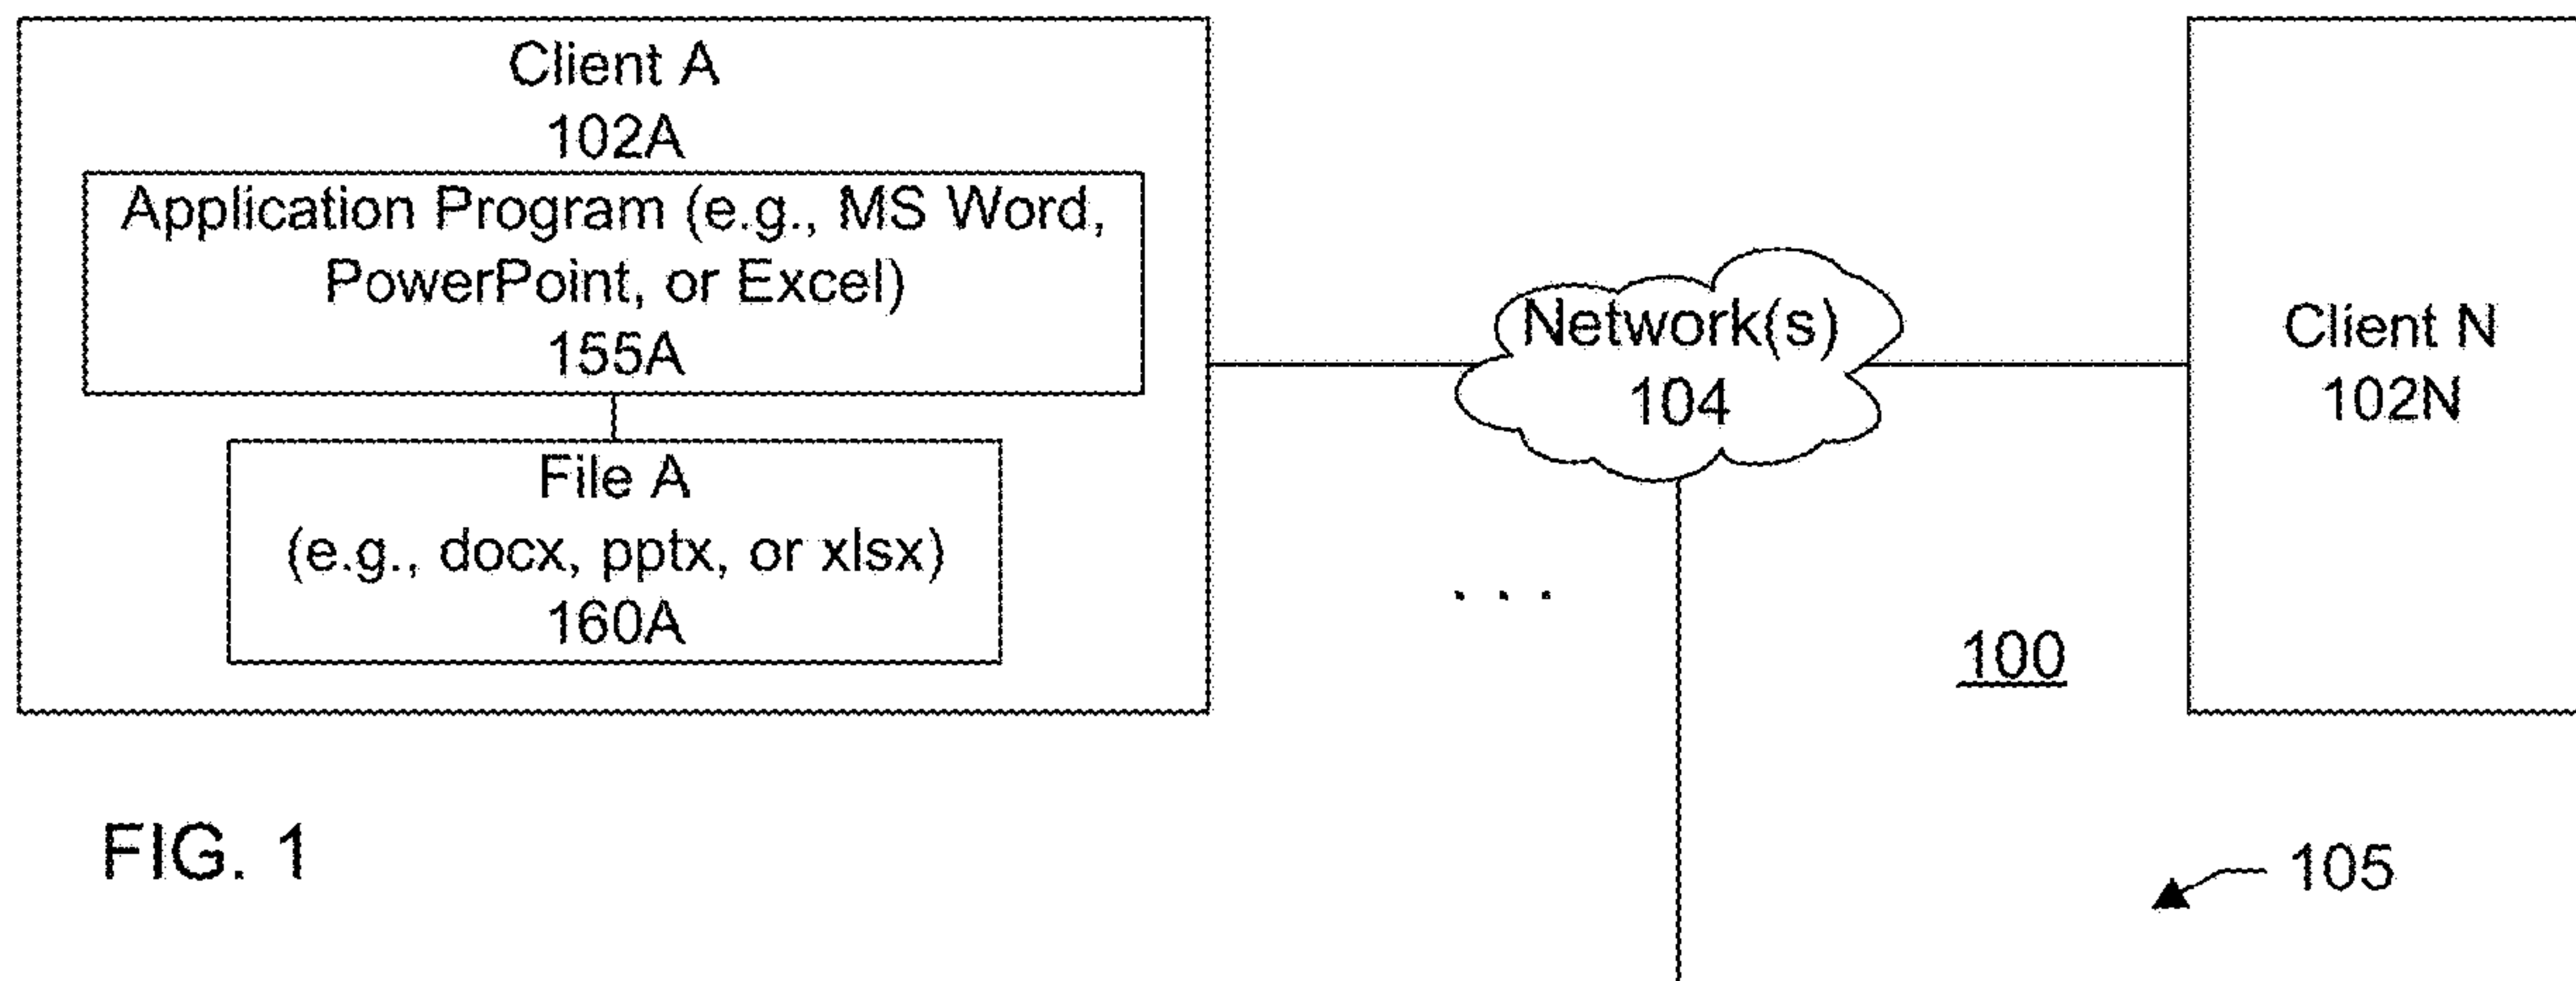 Client A
102A
Application Program (e.g., MS Word,
PowerPoint, or Excel)
155A
File A
(e.g., docx, pptx, or xlsx)
160A
Network(s)
104
. . .
Client N
102N
100
FIG. 1
105